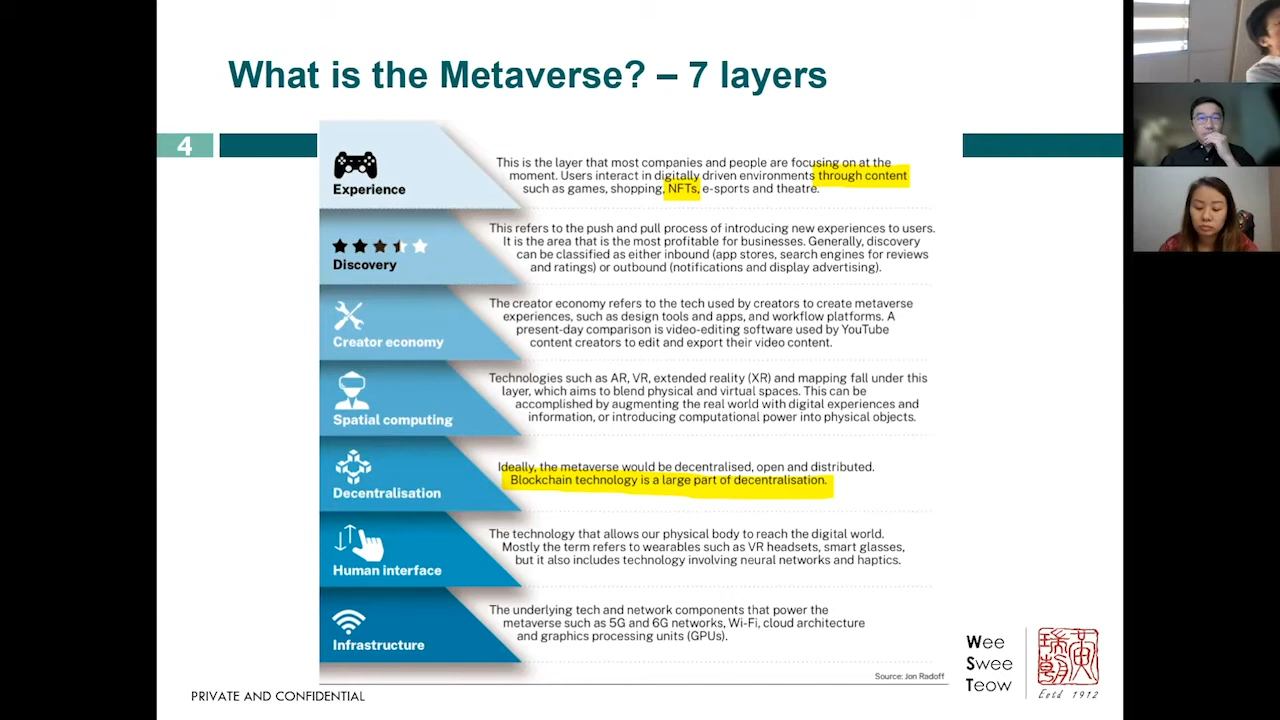 What is the Metaverse? – 7 layers
4
Experience
This is the layer that most companies and people are focusing on at the
moment. Users interact in digitally driven environments through content
such as games, shopping, NFTs, e-sports and theatre.
Discovery
This refers to the push and pull process of introducing new experiences to users.
It is the area that is the most profitable for businesses. Generally, discovery
can be classified as either inbound (app stores, search engines for reviews
and ratings) or outbound (notifications and display advertising).
Creator economy
The creator economy refers to the tech used by creators to create metaverse
experiences, such as design tools and apps, and workflow platforms. A
present-day comparison is video-editing software used by YouTube
content creators to edit and export their video content.
Spatial computing
Technologies such as AR, VR, extended reality (XR) and mapping fall under this
layer, which aims to blend physical and virtual spaces. This can be
accomplished by augmenting the real world with digital experiences and
information, or introducing computational power into physical objects.
Decentralisation
Ideally, the metaverse would be decentralised, open and distributed.
Blockchain technology is a large part of decentralisation.
Human interface
The technology that allows our physical body to reach the digital world.
Mostly the term refers to wearables such as VR headsets, smart glasses,
but it also includes technology involving neural networks and haptics.
Infrastructure
The underlying tech and network components that power the
metaverse such as 5G and 6G networks, Wi-Fi, cloud architecture
and graphics processing units (GPUs).
Source: Jon Radoff
PRIVATE AND CONFIDENTIAL
Wee
Swee
Teow
Estd 1912